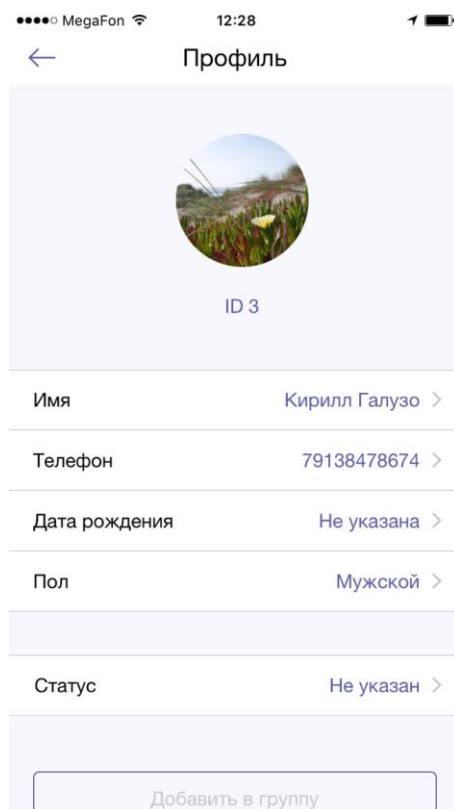 MegaFon 12:28
Профиль
ID 3
Имя Кирилл Галузо
Телефон 79138478674
Дата рождения Не указана
Пол Мужской
Статус Не указан
Добавить в группу